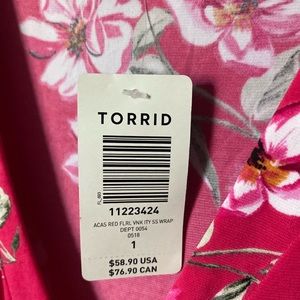 TORRID
11223424
ACAS RED FLRL VNK ITY SS WRAP
DEPT 0054
0518
1
$58.90 USA
$76.90 CAN